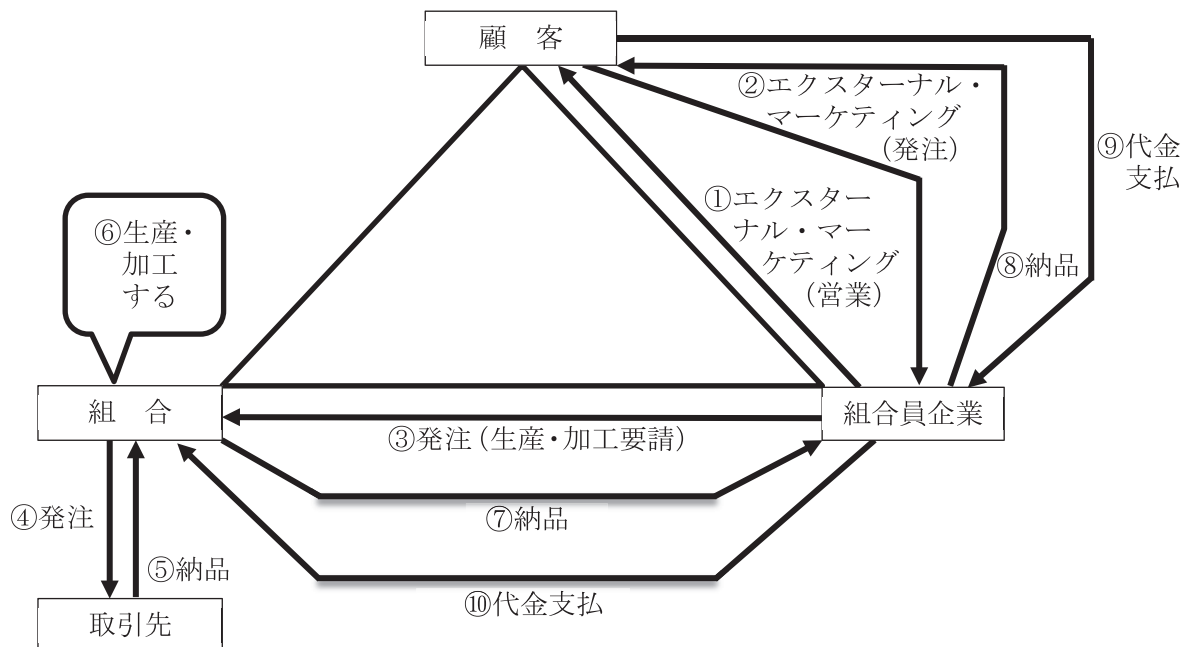 顧　客
②エクスターナル・
マーケティング
(発注)
⑨代金
支払
①エクスター
ナル・マー
ケティング
(営業)
⑧納品
⑥生産・
加工
する
組　合
組合員企業
③発注(生産・加工要請)
④発注
⑦納品
⑤納品
⑩代金支払
取引先